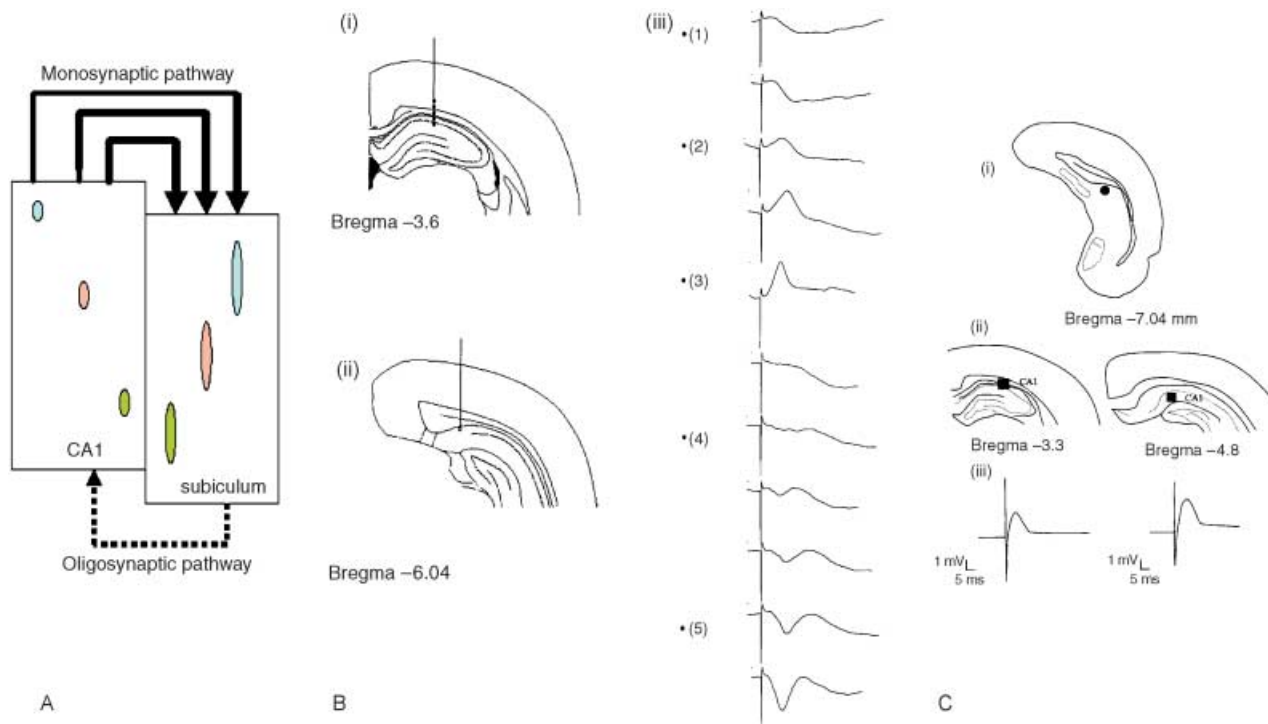 Monosynaptic pathway
CA1
subiculum
Oligosynaptic pathway
A
(i)
Bregma –3.6
(ii)
Bregma –6.04
B
(iii)
•(1)
•(2)
•(3)
•(4)
•(5)
(i)
Bregma –7.04 mm
(ii)
CA1
CA1
Bregma –3.3
Bregma –4.8
(iii)
1 mV
5 ms
1 mV
5 ms
C